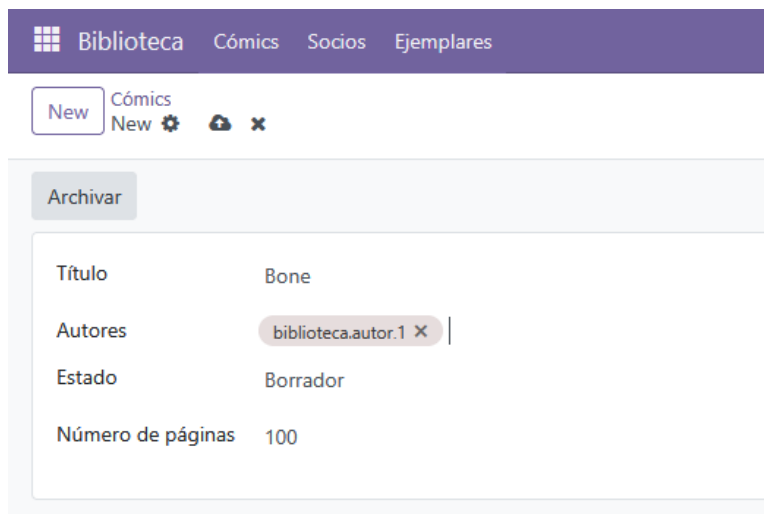 Biblioteca Cómics Socios Ejemplares
New
Cómics
New
Archivar
Título Bone
Autores biblioteca.autor.1
Estado Borrador
Número de páginas 100